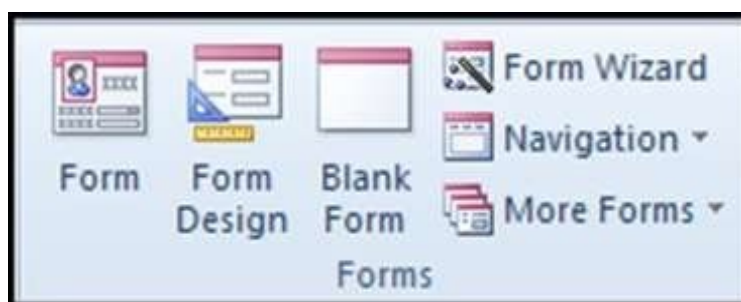 Form
Form
Design
Blank
Form
Form Wizard
Navigation
More Forms
Forms